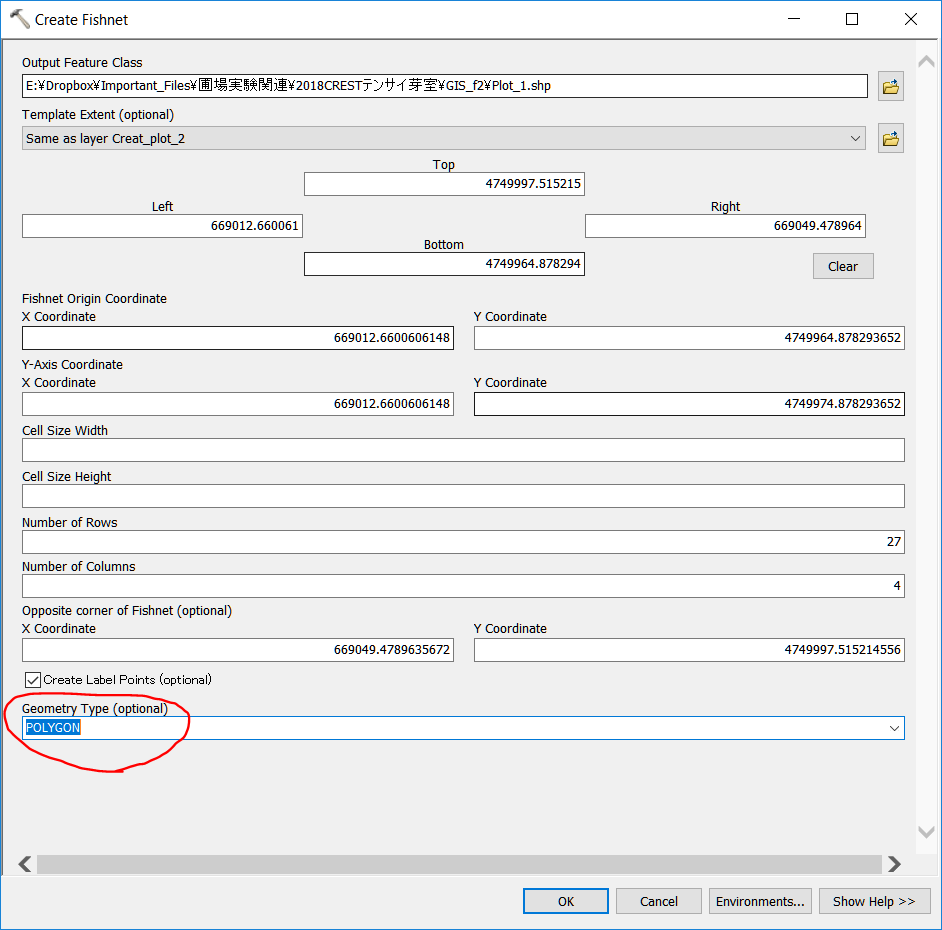 Create Fishnet
Output Feature Class
E:¥Dropbox¥Important_Files¥圃場実験関連¥2018CRESTテンサイ芽室¥GIS_f2¥Plot_1.shp
Template Extent (optional)
Same as layer Creat_plot_2
Top
4749997.515215
Left
Right
669012.660061
669049.478964
Bottom
4749964.878294
Clear
Fishnet Origin Coordinate
X Coordinate
Y Coordinate
669012.6600606148
4749964.878293652
Y-Axis Coordinate
X Coordinate
Y Coordinate
669012.6600606148
4749974.878293652
Cell Size Width
Cell Size Height
Number of Rows
27
Number of Columns
4
Opposite corner of Fishnet (optional)
X Coordinate
Y Coordinate
669049.4789635672
4749997.515214556
Create Label Points (optional)
Geometry Type (optional)
POLYGON
OK
Cancel
Environments...
Show Help >>